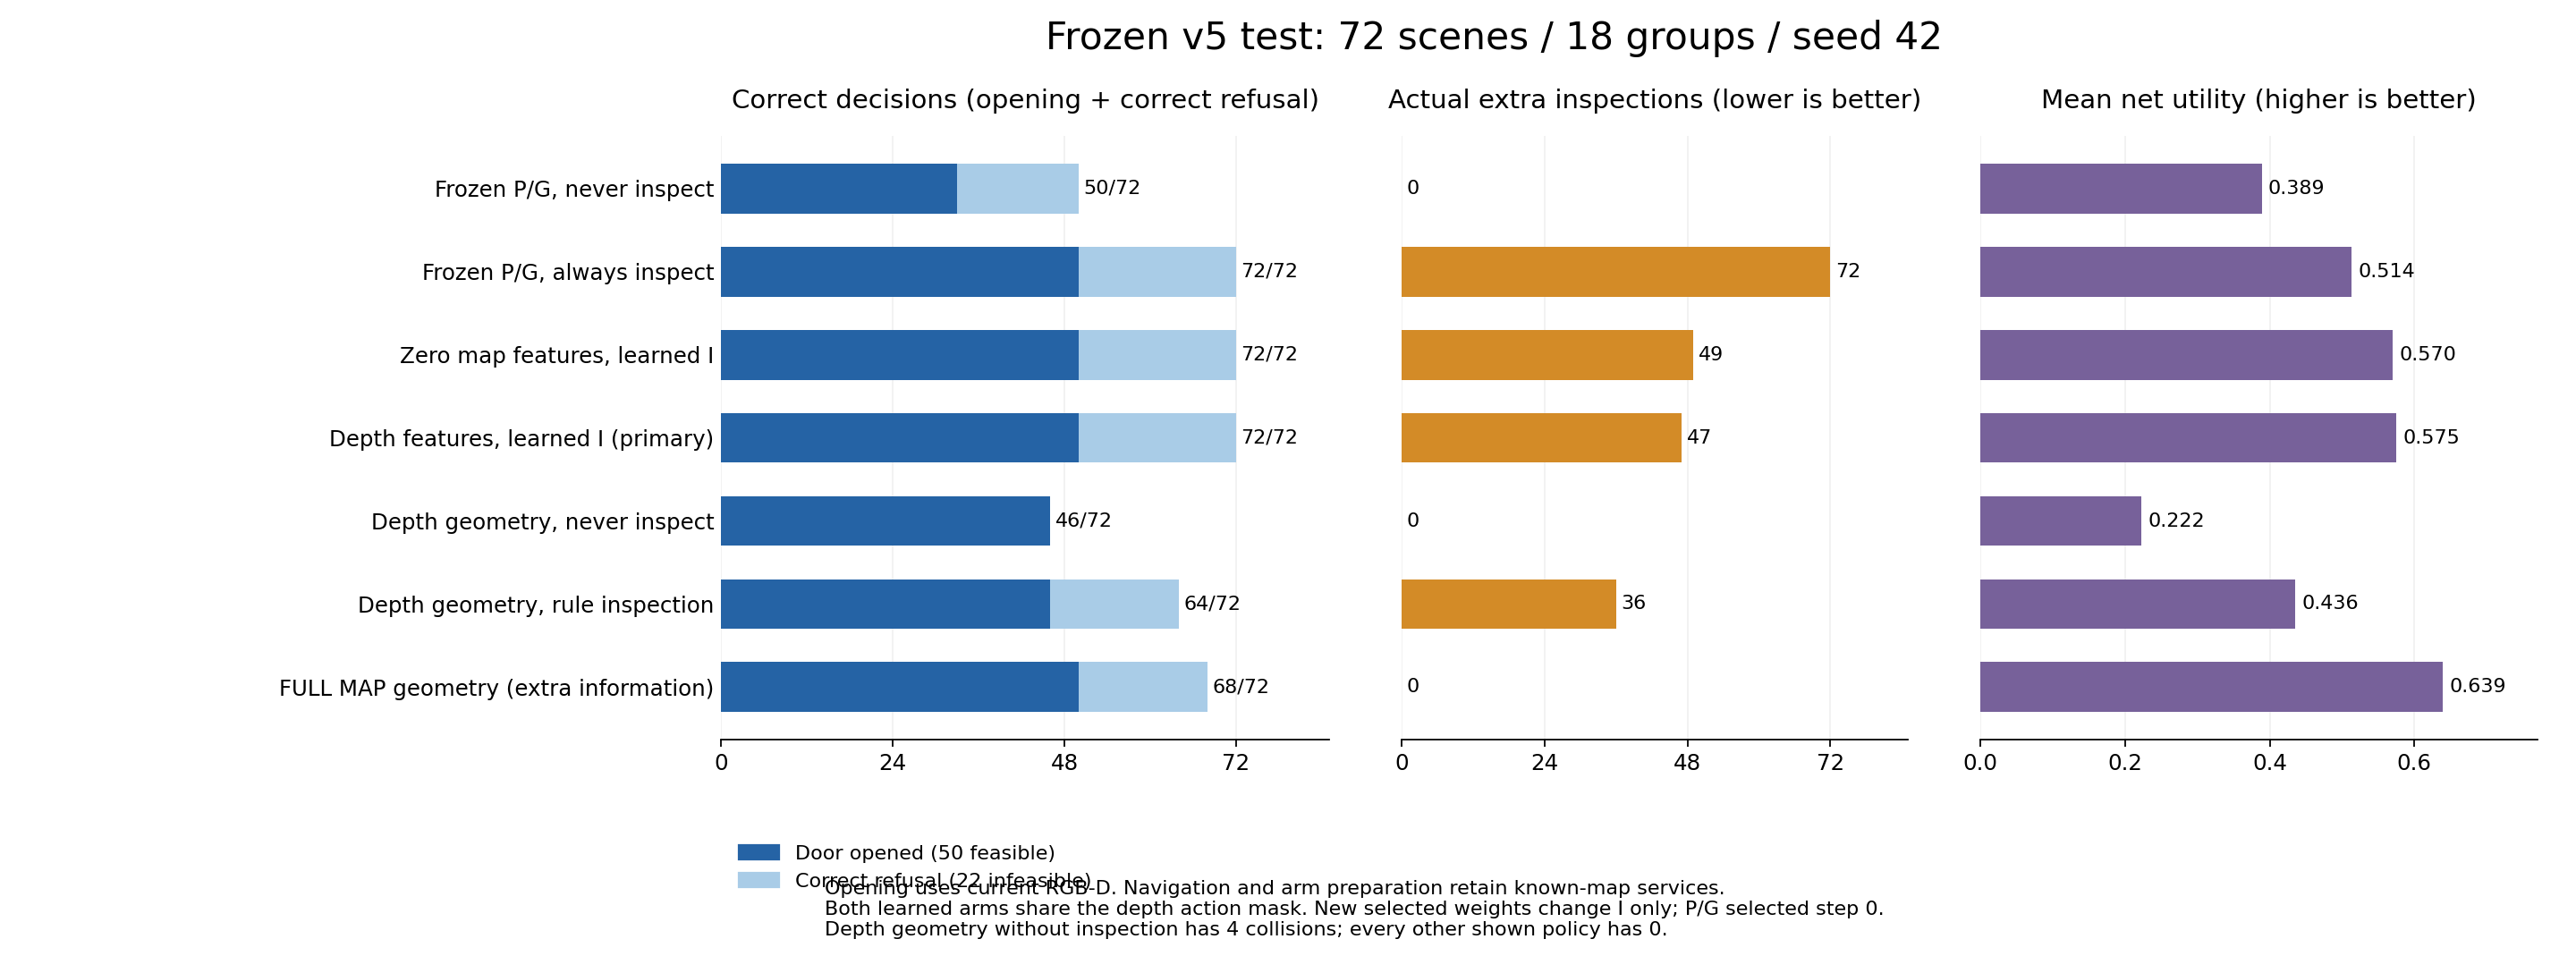 Frozen v5 test: 72 scenes / 18 groups / seed 42
Correct decisions (opening + correct refusal)
Actual extra inspections (lower is better)
Mean net utility (higher is better)
Frozen P/G, never inspect 50/72 0 0.389
Frozen P/G, always inspect 72/72 72 0.514
Zero map features, learned I 72/72 49 0.570
Depth features, learned I (primary) 72/72 47 0.575
Depth geometry, never inspect 46/72 0 0.222
Depth geometry, rule inspection 64/72 36 0.436
FULL MAP geometry (extra information) 68/72 0 0.639
0 24 48 72 0 24 48 72 0.0 0.2 0.4 0.6
Door opened (50 feasible)
Correct refusal (22 infeasible)
Opening uses current RGB-D. Navigation and arm preparation retain known-map services.
Both learned arms share the depth action mask. New selected weights change I only; P/G selected step 0.
Depth geometry without inspection has 4 collisions; every other shown policy has 0.